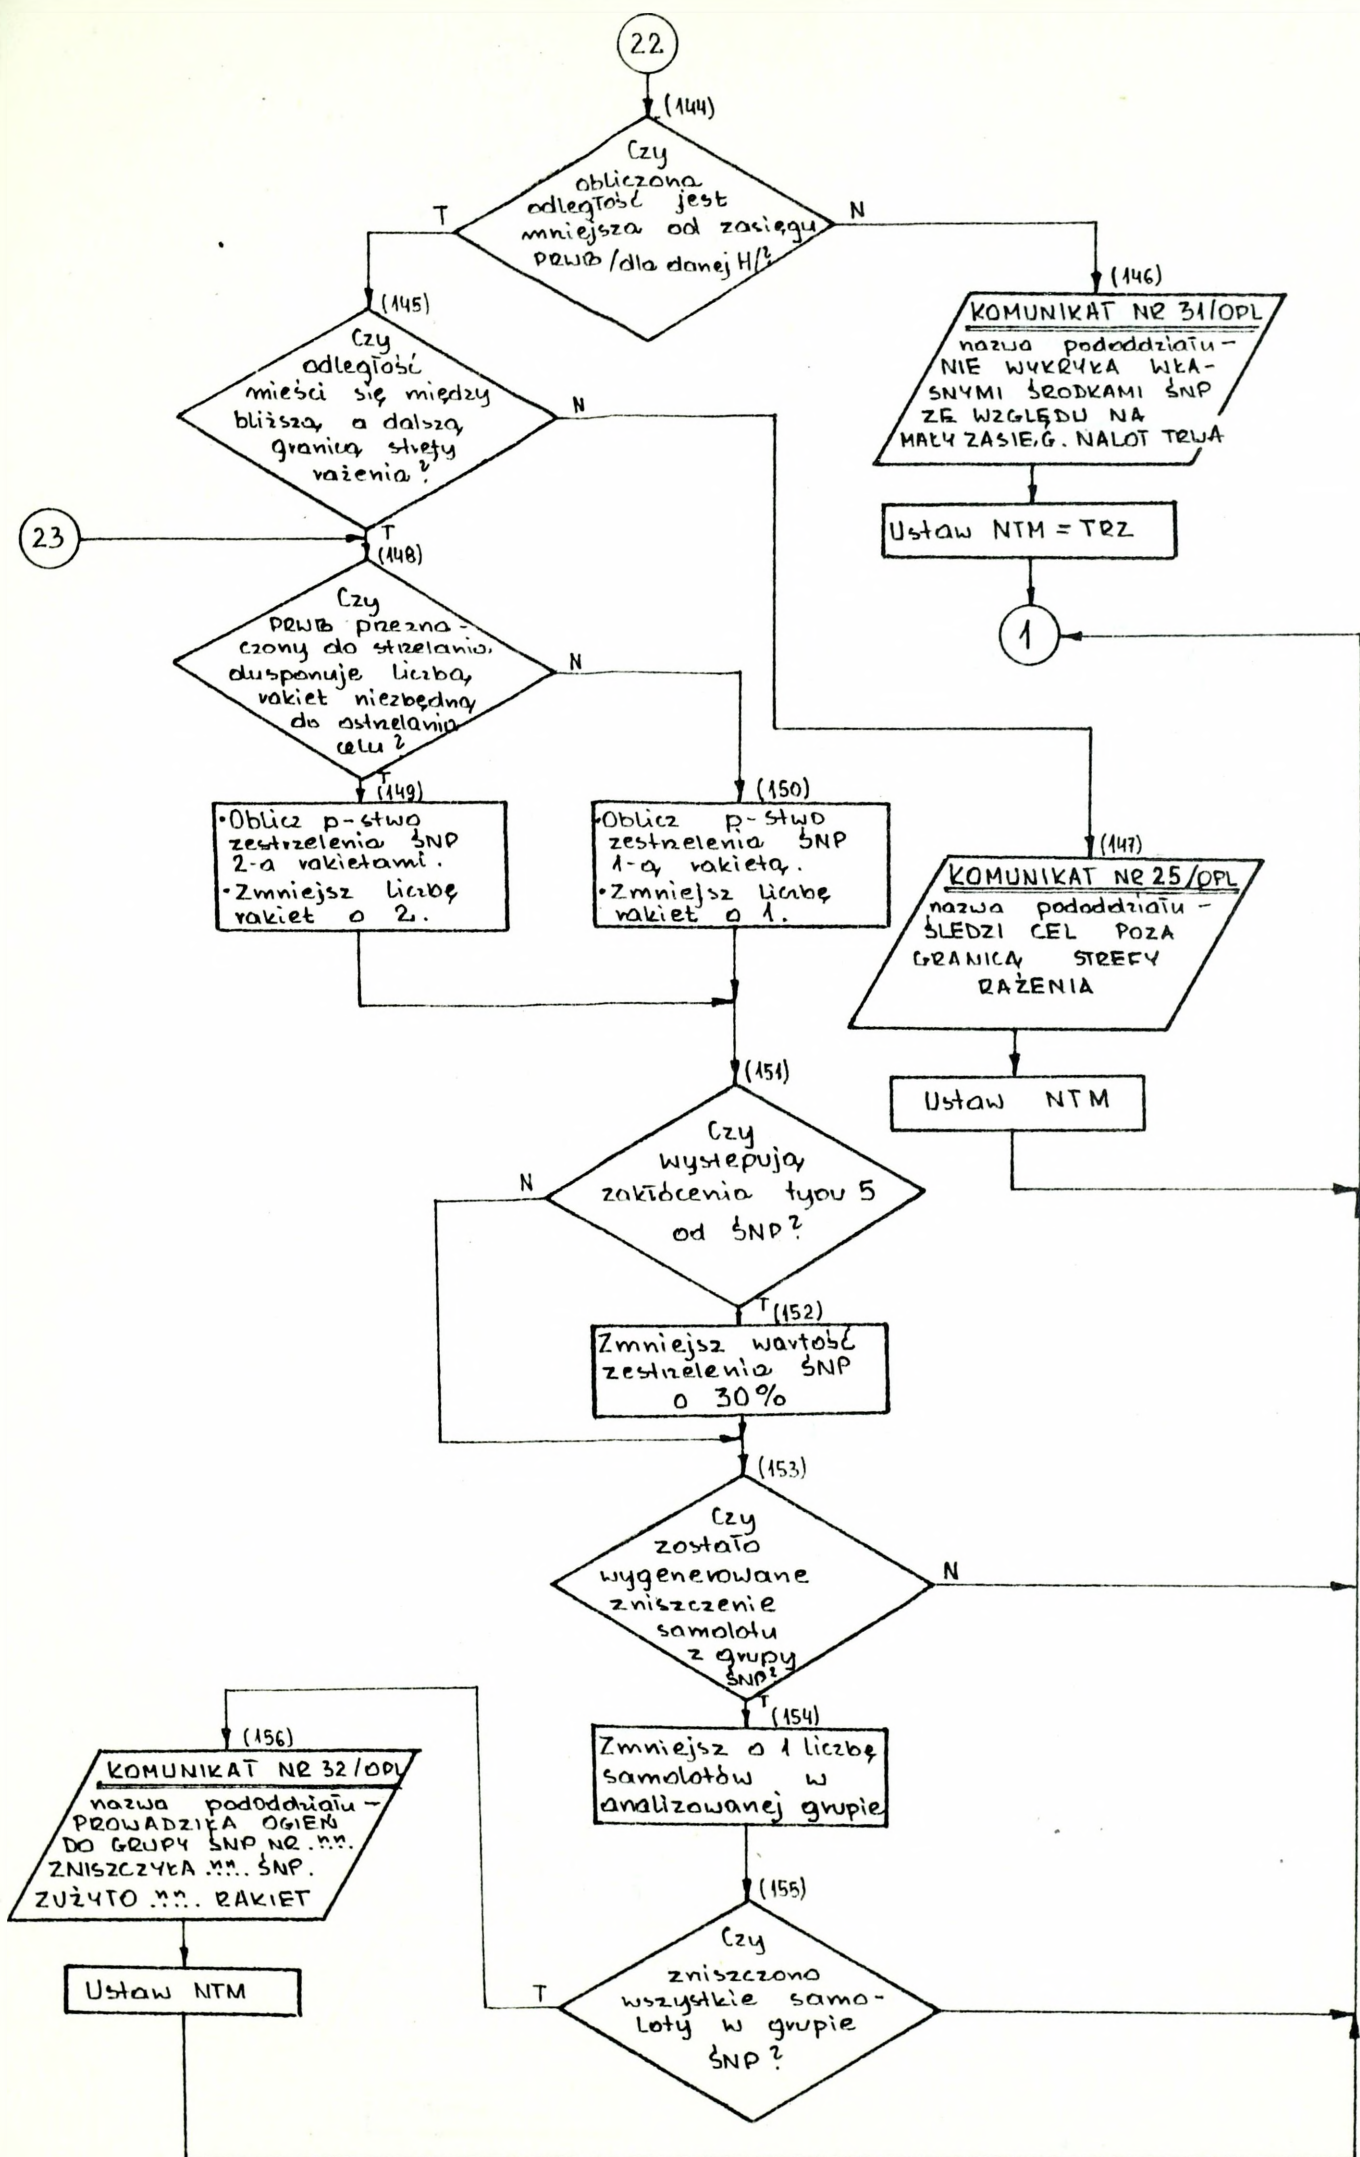 22
(144)
Czy
obliczona
odległość jest
mniejsza od zasięgu
PRWB /dla danej H/?
T
N
(145)
Czy
odległość
mieści się między
bliższą, a dalszą
granicą strefy
rażenia?
N
T
(146)
KOMUNIKAT NR 31/OPL
nazwa pododdziału -
NIE WYKRYŁA WŁA-
SNYMI ŚRODKAMI ŚNP
ZE WZGLĘDU NA
MAŁY ZASIĘG. NALOT TRWA
Ustaw NTM = TRZ
1
23
(148)
Czy
PRWB przezna-
czony do strzelania,
dysponuje liczbą
rakiet niezbędną
do ostrzelania
celu?
N
T
(149)
•Oblicz p-stwo
zestrzelenia ŚNP
2-a rakietami.
•Zmniejsz liczbę
rakiet o 2.
(150)
•Oblicz p-stwo
zestrzelenia ŚNP
1-ą rakietą.
•Zmniejsz liczbę
rakiet o 1.
(147)
KOMUNIKAT NR 25/OPL
nazwa pododdziału -
ŚLEDZI CEL POZA
GRANICĄ STREFY
RAŻENIA
Ustaw NTM
(151)
Czy
występują
zakłócenia typu 5
od ŚNP?
N
T
(152)
Zmniejsz wartość
zestrzelenia ŚNP
o 30%
(153)
Czy
zostało
wygenerowane
zniszczenie
samolotu
z grupy
ŚNP?
N
T
(154)
Zmniejsz o 1 liczbę
samolotów w
analizowanej grupie
(155)
Czy
zniszczono
wszystkie samo-
loty w grupie
ŚNP?
T
(156)
KOMUNIKAT NR 32/OPL
nazwa pododdziału -
PROWADZIŁA OGIEŃ
DO GRUPY ŚNP NR .nn.
ZNISZCZYŁA .nn. ŚNP.
ZUŻYTO .nn. RAKIET
Ustaw NTM